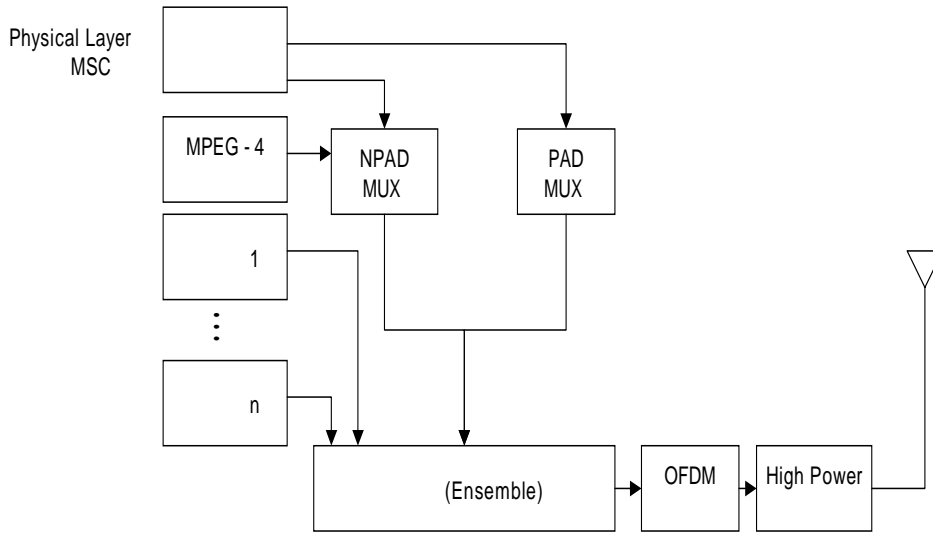 Physical Layer
MSC
MPEG - 4
NPAD
MUX
PAD
MUX
1
n
(Ensemble)
OFDM
High Power